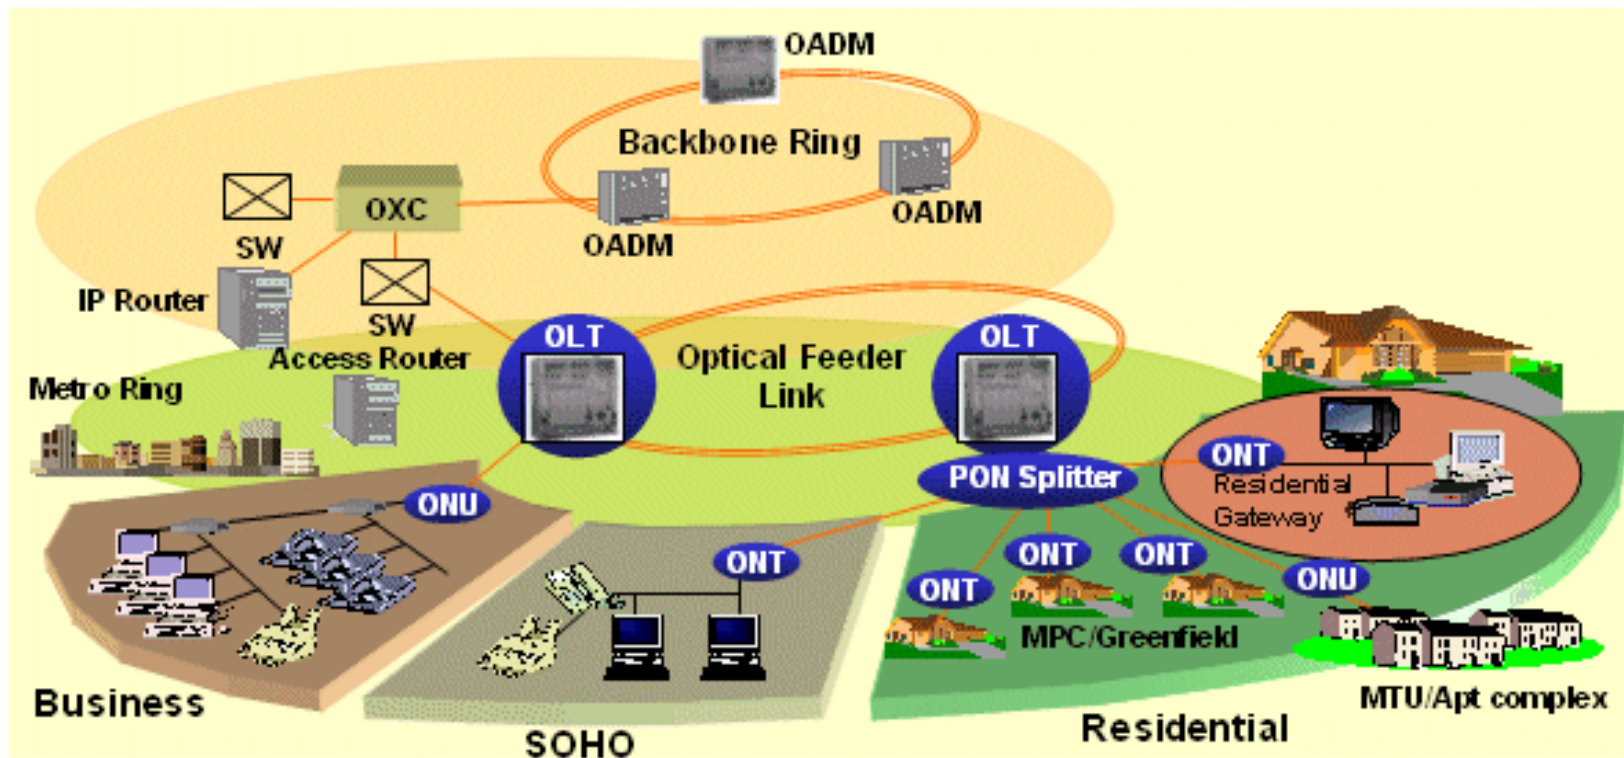 OADM
Backbone Ring
OXC
OADM
OADM
SW
IP Router
SW
OLT
OLT
Optical Feeder
Link
Access Router
Metro Ring
PON Splitter
ONT
Residential
Gateway
ONU
ONT
ONT
ONT
ONT
ONU
MPC/Greenfield
MTU/Apt complex
Business
SOHO
Residential